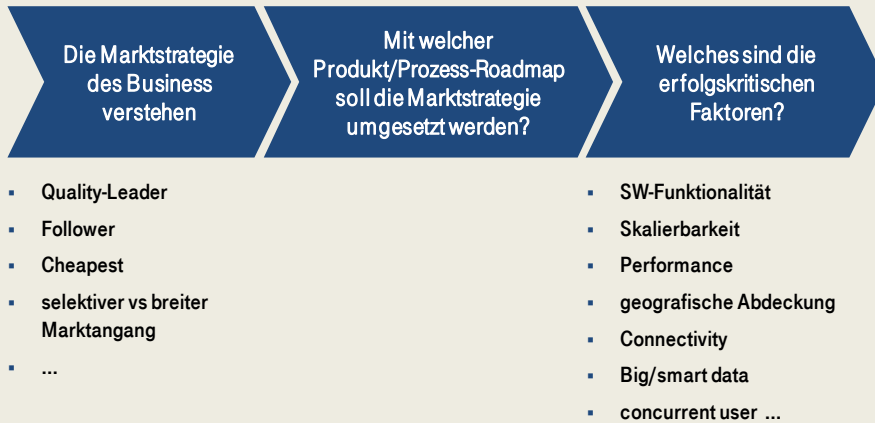 Die Marktstrategie
des Business
verstehen
Mit welcher
Produkt/Prozess-Roadmap
soll die Marktstrategie
umgesetzt werden?
Welches sind die
erfolgskritischen
Faktoren?
▪ Quality-Leader
▪ Follower
▪ Cheapest
▪ selektiver vs breiter
Marktangang
▪ ...
▪ SW-Funktionalität
▪ Skalierbarkeit
▪ Performance
▪ geografische Abdeckung
▪ Connectivity
▪ Big/smart data
▪ concurrent user ...